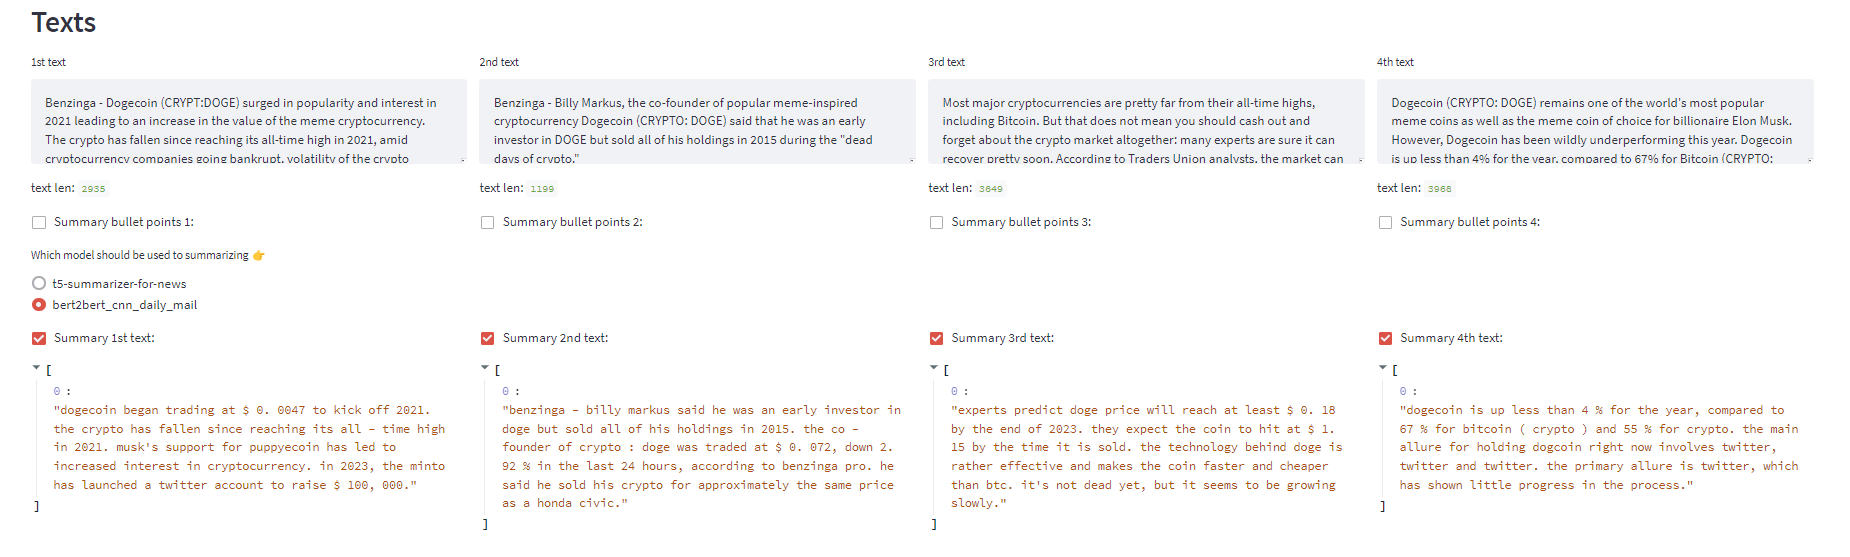 Texts
1st text
Benzinga - Dogecoin (CRYPT:DOGE) surged in popularity and interest in
2021 leading to an increase in the value of the meme cryptocurrency.
The crypto has fallen since reaching its all-time high in 2021, amid
cryptocurrency companies going bankrupt, volatility of the crypto
text len: 2935
Summary bullet points 1:
2nd text
Benzinga - Billy Markus, the co-founder of popular meme-inspired
cryptocurrency Dogecoin (CRYPTO: DOGE) said that he was an early
investor in DOGE but sold all of his holdings in 2015 during the "dead
days of crypto."
text len: 1199
Summary bullet points 2:
3rd text
Most major cryptocurrencies are pretty far from their all-time highs,
including Bitcoin. But that does not mean you should cash out and
forget about the crypto market altogether: many experts are sure it can
recover pretty soon. According to Traders Union analysts, the market can
text len: 3649
Summary bullet points 3:
4th text
Dogecoin (CRYPTO: DOGE) remains one of the world's most popular
meme coins as well as the meme coin of choice for billionaire Elon Musk.
However, Dogecoin has been wildly underperforming this year. Dogecoin
is up less than 4% for the year, compared to 67% for Bitcoin (CRYPTO:
text len: 3968
Summary bullet points 4:
Which model should be used to summarizing 👉
t5-summarizer-for-news
bert2bert_cnn_daily_mail
Summary 1st text:
[
0 :
"dogecoin began trading at $ 0. 0047 to kick off 2021.
the crypto has fallen since reaching its all - time high
in 2021. musk's support for puppyecoin has led to
increased interest in cryptocurrency. in 2023, the minto
has launched a twitter account to raise $ 100, 000."
]
Summary 2nd text:
[
0 :
"benzinga - billy markus said he was an early investor in
doge but sold all of his holdings in 2015. the co -
founder of crypto : doge was traded at $ 0. 072, down 2.
92 % in the last 24 hours, according to benzinga pro. he
said he sold his crypto for approximately the same price
as a honda civic."
]
Summary 3rd text:
[
0 :
"experts predict doge price will reach at least $ 0. 18
by the end of 2023. they expect the coin to hit at $ 1.
15 by the time it is sold. the technology behind doge is
rather effective and makes the coin faster and cheaper
than btc. it's not dead yet, but it seems to be growing
slowly."
]
Summary 4th text:
[
0 :
"dogecoin is up less than 4 % for the year, compared to
67 % for bitcoin ( crypto ) and 55 % for crypto. the main
allure for holding dogcoin right now involves twitter,
twitter and twitter. the primary allure is twitter, which
has shown little progress in the process."
]